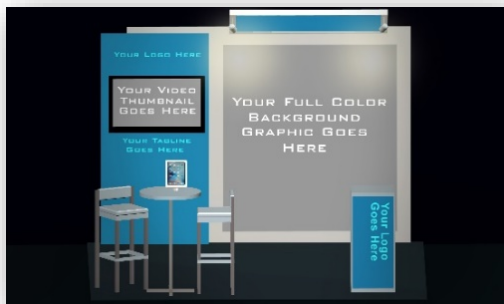 Your Logo Here
Your Video
Thumbnail
Goes Here
Your Tagline
Goes Here
Your Full Color
Background
Graphic Goes
Here
Your Logo
Goes Here